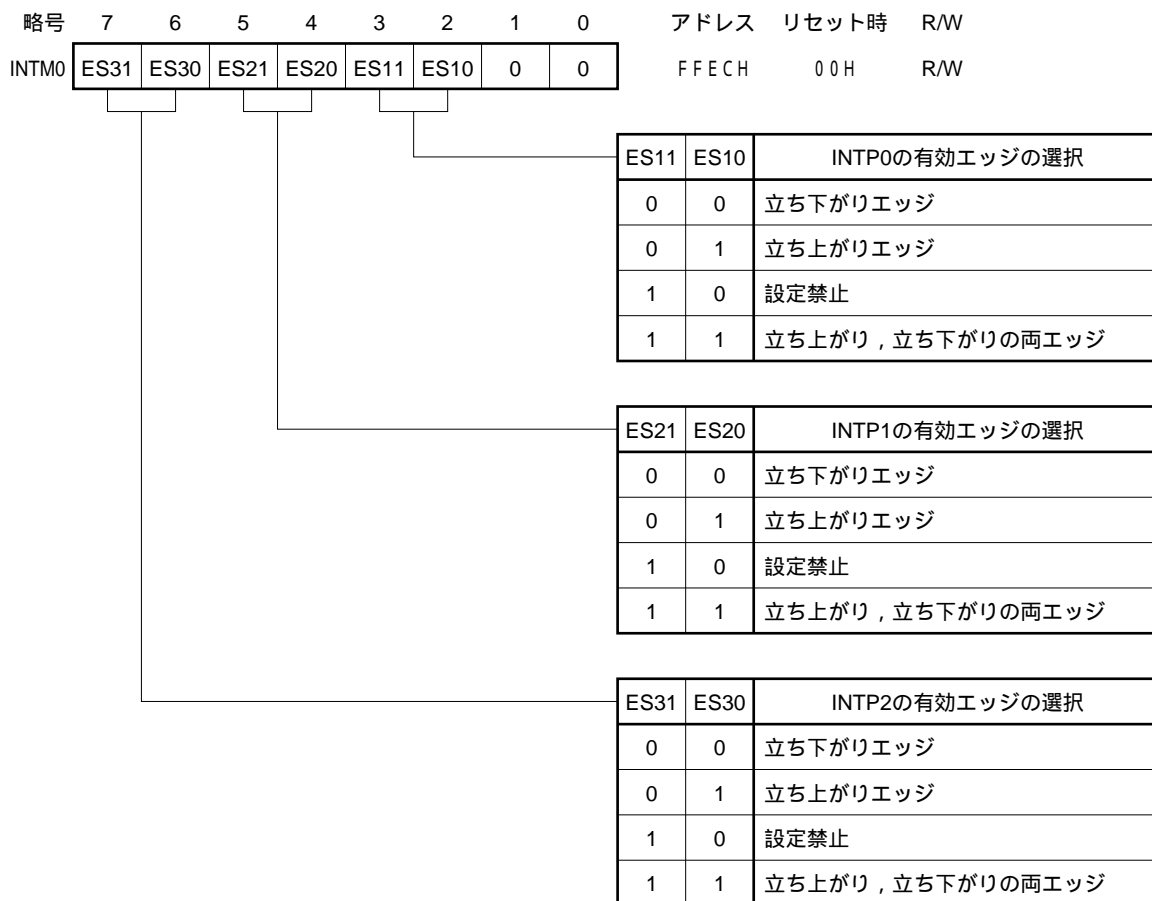 略号 7 6 5 4 3 2 1 0 アドレス リセット時 R/W
INTM0 ES31 ES30 ES21 ES20 ES11 ES10 0 0 FFECH 00H R/W
ES11 ES10 INTP0の有効エッジの選択
0 0 立ち下がりエッジ
0 1 立ち上がりエッジ
1 0 設定禁止
1 1 立ち上がり，立ち下がりの両エッジ
ES21 ES20 INTP1の有効エッジの選択
0 0 立ち下がりエッジ
0 1 立ち上がりエッジ
1 0 設定禁止
1 1 立ち上がり，立ち下がりの両エッジ
ES31 ES30 INTP2の有効エッジの選択
0 0 立ち下がりエッジ
0 1 立ち上がりエッジ
1 0 設定禁止
1 1 立ち上がり，立ち下がりの両エッジ